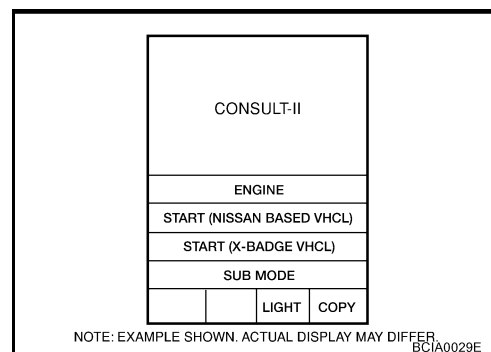 CONSULT-II
ENGINE
START (NISSAN BASED VHCL)
START (X-BADGE VHCL)
SUB MODE
LIGHT COPY
NOTE: EXAMPLE SHOWN. ACTUAL DISPLAY MAY DIFFER.
BCIA0029E